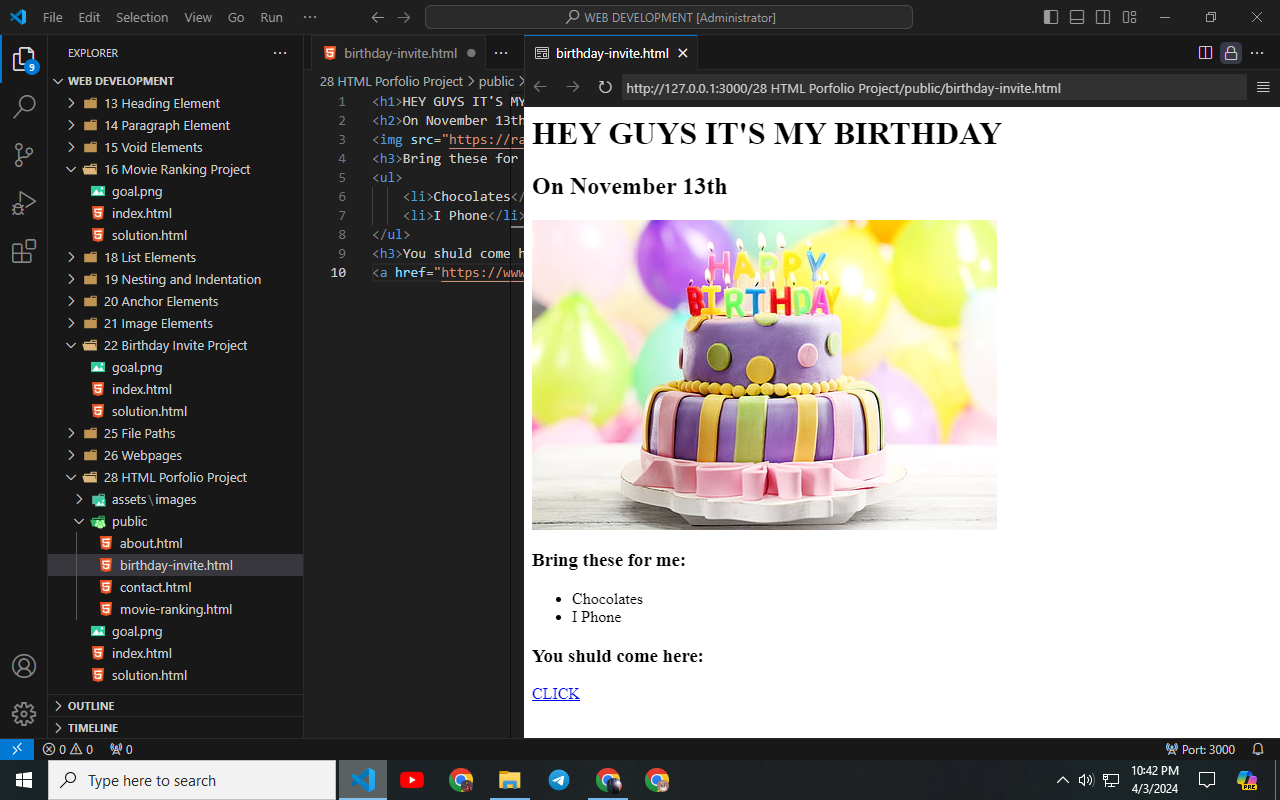 File Edit Selection View Go Run ··· WEB DEVELOPMENT [Administrator]
EXPLORER ···
WEB DEVELOPMENT
13 Heading Element
14 Paragraph Element
15 Void Elements
16 Movie Ranking Project
goal.png
index.html
solution.html
18 List Elements
19 Nesting and Indentation
20 Anchor Elements
21 Image Elements
22 Birthday Invite Project
goal.png
index.html
solution.html
25 File Paths
26 Webpages
28 HTML Porfolio Project
assets\images
public
about.html
birthday-invite.html
contact.html
movie-ranking.html
goal.png
index.html
solution.html
OUTLINE
TIMELINE
9
birthday-invite.html ···
28 HTML Porfolio Project > public >
1 <h1>HEY GUYS IT'S MY
2 <h2>On November 13th
3 <img src="https://ra
4 <h3>Bring these for
5 <ul>
6 <li>Chocolates</
7 <li>I Phone</li>
8 </ul>
9 <h3>You shuld come h
10 <a href="https://www
birthday-invite.html ···
http://127.0.0.1:3000/28 HTML Porfolio Project/public/birthday-invite.html
HEY GUYS IT'S MY BIRTHDAY
On November 13th
HAPPY
BIRTHDAY
Bring these for me:
• Chocolates
• I Phone
You shuld come here:
CLICK
0 0 0 Port: 3000
Type here to search
10:42 PM
4/3/2024
PRE